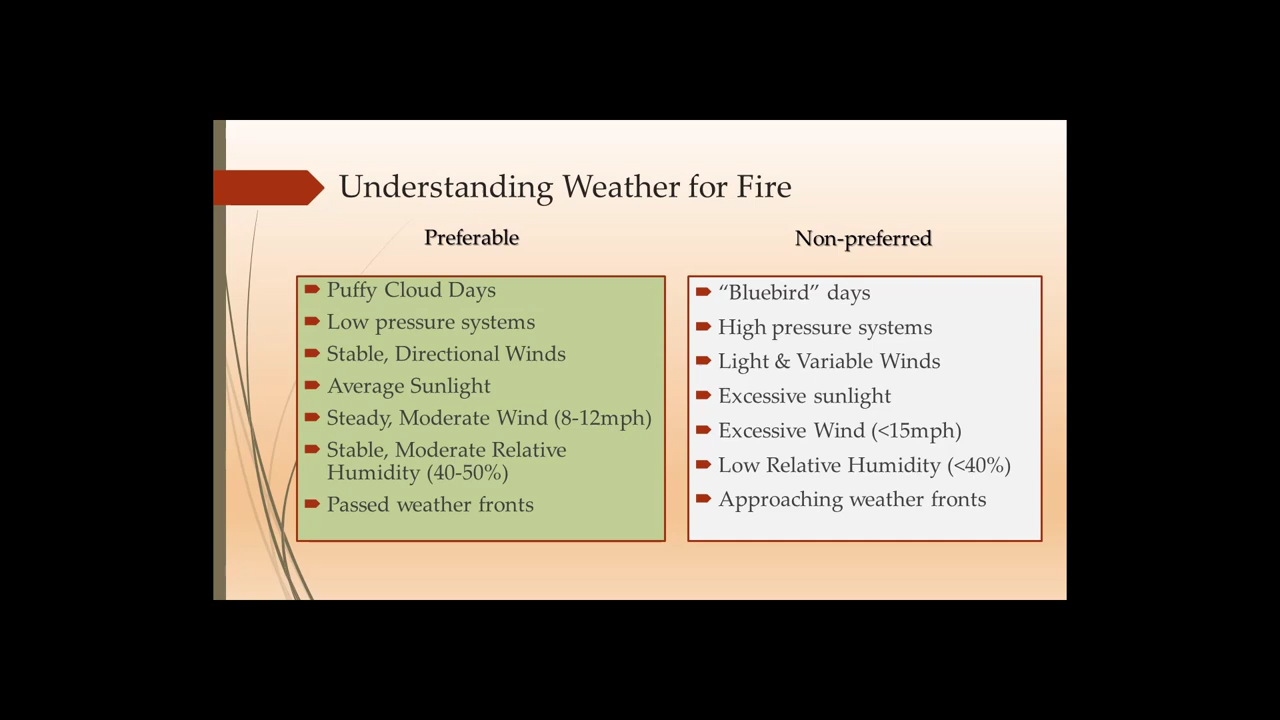 Understanding Weather for Fire
Preferable
Puffy Cloud Days
Low pressure systems
Stable, Directional Winds
Average Sunlight
Steady, Moderate Wind (8-12mph)
Stable, Moderate Relative
Humidity (40-50%)
Passed weather fronts
Non-preferred
“Bluebird” days
High pressure systems
Light & Variable Winds
Excessive sunlight
Excessive Wind (<15mph)
Low Relative Humidity (<40%)
Approaching weather fronts